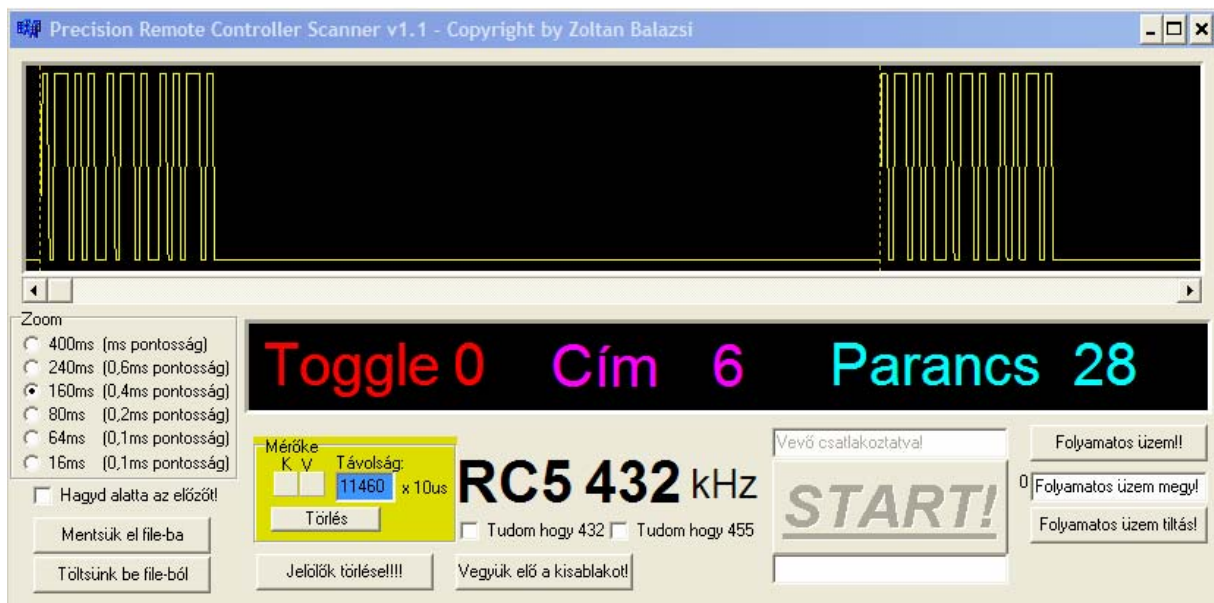 Precision Remote Controller Scanner v1.1 - Copyright by Zoltan Balazsi
Zoom
400ms (ms pontosság)
240ms (0,6ms pontosság)
160ms (0,4ms pontosság)
80ms (0,2ms pontosság)
64ms (0,1ms pontosság)
16ms (0,1ms pontosság)
Hagyd alatta az előzőt!
Mentsük el file-ba
Töltsünk be file-ból
Toggle 0 Cím 6 Parancs 28
Mérőke
K V Távolság:
11460 x 10us
Törlés
Jelölők törlése!!!!
RC5 432 kHz
Tudom hogy 432 Tudom hogy 455
Vegyük elő a kisablakot!
Vevő csatlakoztatva!
START!
Folyamatos üzem!!
0 Folyamatos üzem megy!
Folyamatos üzem tiltás!